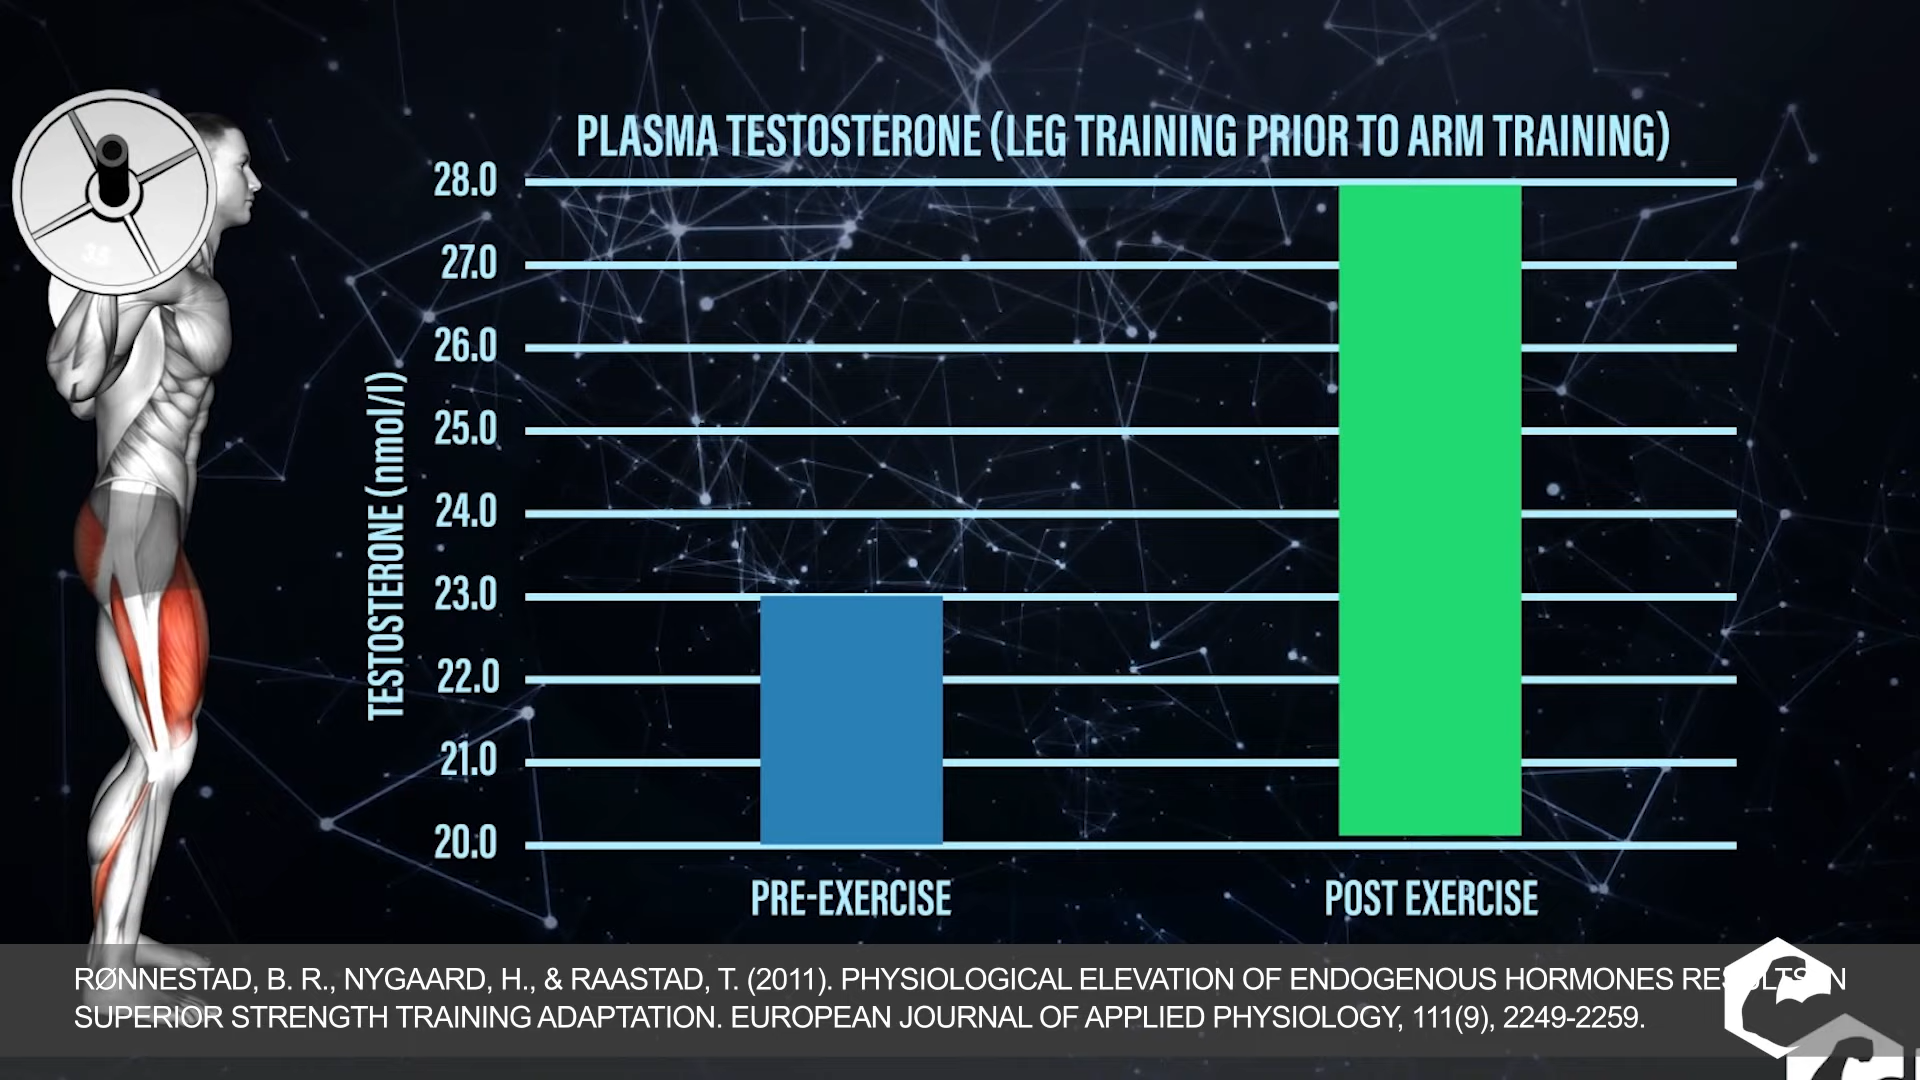 PLASMA TESTOSTERONE (LEG TRAINING PRIOR TO ARM TRAINING)
28.0
27.0
26.0
25.0
24.0
23.0
22.0
21.0
20.0
TESTOSTERONE (nmol/l)
PRE-EXERCISE
POST EXERCISE
RØNNESTAD, B. R., NYGAARD, H., & RAASTAD, T. (2011). PHYSIOLOGICAL ELEVATION OF ENDOGENOUS HORMONES RESULTS IN
SUPERIOR STRENGTH TRAINING ADAPTATION. EUROPEAN JOURNAL OF APPLIED PHYSIOLOGY, 111(9), 2249-2259.